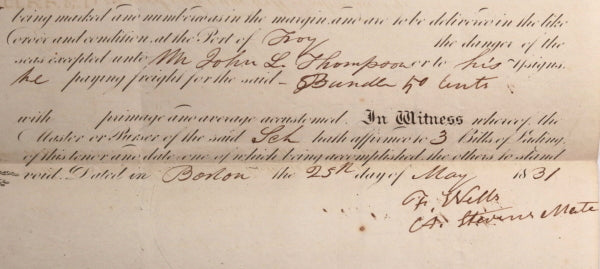 being marked and numbered as in the margin, and are to be delivered in the like
order and condition, at the Port of Troy the danger of the
seas excepted unto Mr John L. Thompson or to his assigns
he paying freight for the said Bundle 50 Cents
with primage and average accustomed. In Witness whereof, the
Master or Purser of the said Sch hath affirmed to 3 Bills of Lading
of this tenor and date one of which being accomplished, the others to stand
void. Dated in Boston the 25th day of May 1831
F. Wells
Stevens Mate